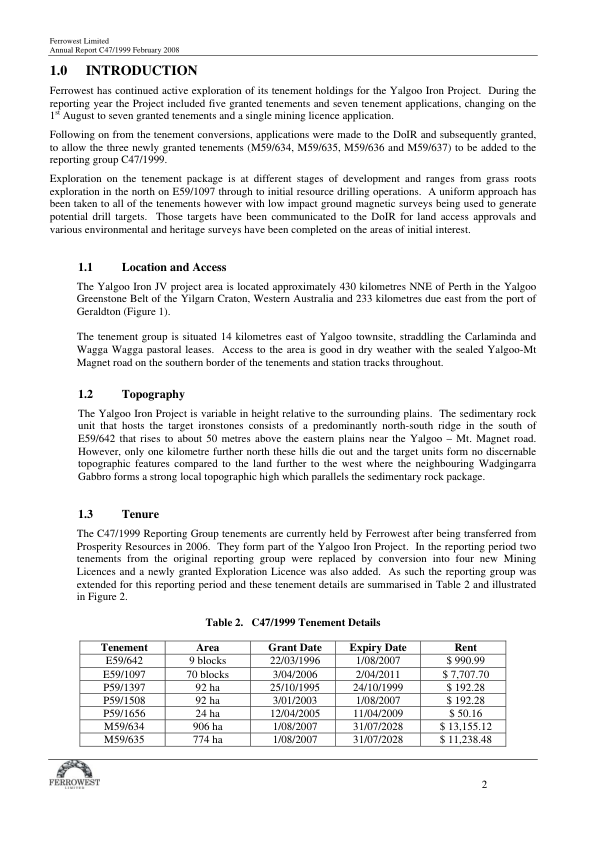 Ferrowest Limited
Annual Report C47/1999 February 2008
1.0 INTRODUCTION
Ferrowest has continued active exploration of its tenement holdings for the Yalgoo Iron Project. During the
reporting year the Project included five granted tenements and seven tenement applications, changing on the
1st August to seven granted tenements and a single mining licence application.
Following on from the tenement conversions, applications were made to the DoIR and subsequently granted,
to allow the three newly granted tenements (M59/634, M59/635, M59/636 and M59/637) to be added to the
reporting group C47/1999.
Exploration on the tenement package is at different stages of development and ranges from grass roots
exploration in the north on E59/1097 through to initial resource drilling operations. A uniform approach has
been taken to all of the tenements however with low impact ground magnetic surveys being used to generate
potential drill targets. Those targets have been communicated to the DoIR for land access approvals and
various environmental and heritage surveys have been completed on the areas of initial interest.
1.1 Location and Access
The Yalgoo Iron JV project area is located approximately 430 kilometres NNE of Perth in the Yalgoo
Greenstone Belt of the Yilgarn Craton, Western Australia and 233 kilometres due east from the port of
Geraldton (Figure 1).
The tenement group is situated 14 kilometres east of Yalgoo townsite, straddling the Carlaminda and
Wagga Wagga pastoral leases. Access to the area is good in dry weather with the sealed Yalgoo-Mt
Magnet road on the southern border of the tenements and station tracks throughout.
1.2 Topography
The Yalgoo Iron Project is variable in height relative to the surrounding plains. The sedimentary rock
unit that hosts the target ironstones consists of a predominantly north-south ridge in the south of
E59/642 that rises to about 50 metres above the eastern plains near the Yalgoo – Mt. Magnet road.
However, only one kilometre further north these hills die out and the target units form no discernable
topographic features compared to the land further to the west where the neighbouring Wadgingarra
Gabbro forms a strong local topographic high which parallels the sedimentary rock package.
1.3 Tenure
The C47/1999 Reporting Group tenements are currently held by Ferrowest after being transferred from
Prosperity Resources in 2006. They form part of the Yalgoo Iron Project. In the reporting period two
tenements from the original reporting group were replaced by conversion into four new Mining
Licences and a newly granted Exploration Licence was also added. As such the reporting group was
extended for this reporting period and these tenement details are summarised in Table 2 and illustrated
in Figure 2.
Table 2. C47/1999 Tenement Details
Tenement Area Grant Date Expiry Date Rent
E59/642 9 blocks 22/03/1996 1/08/2007 $ 990.99
E59/1097 70 blocks 3/04/2006 2/04/2011 $ 7,707.70
P59/1397 92 ha 25/10/1995 24/10/1999 $ 192.28
P59/1508 92 ha 3/01/2003 1/08/2007 $ 192.28
P59/1656 24 ha 12/04/2005 11/04/2009 $ 50.16
M59/634 906 ha 1/08/2007 31/07/2028 $ 13,155.12
M59/635 774 ha 1/08/2007 31/07/2028 $ 11,238.48
FERROWEST
LIMITED
2